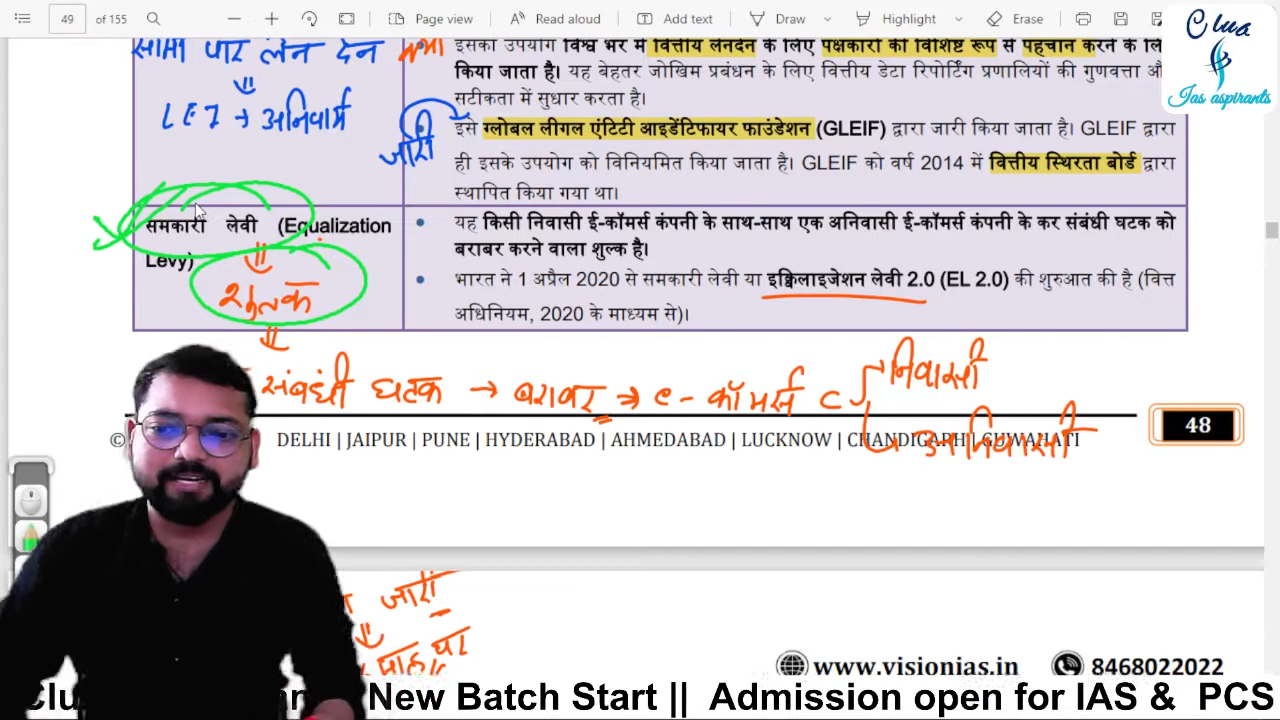 49 of 155
Page view
Read aloud
Add text
Draw
Highlight
Erase
Clua
Ias aspirants
पार लेन देन
इसका उपयोग विश्व भर में वित्तीय लेनदेन के लिए पक्षकारों की विशिष्ट रूप से पहचान करने के लि
किया जाता है। यह बेहतर जोखिम प्रबंधन के लिए वित्तीय डेटा रिपोर्टिंग प्रणालियों की गुणवत्ता औ
सटीकता में सुधार करता है।
LEI → अनिवार्य
जारी
इसे ग्लोबल लीगल एंटिटी आइडेंटिफायर फाउंडेशन (GLEIF) द्वारा जारी किया जाता है। GLEIF द्वारा
ही इसके उपयोग को विनियमित किया जाता है। GLEIF को वर्ष 2014 में वित्तीय स्थिरता बोर्ड द्वारा
स्थापित किया गया था।
समकारी लेवी (Equalization
Levy)
शुल्क
• यह किसी निवासी ई-कॉमर्स कंपनी के साथ-साथ एक अनिवासी ई-कॉमर्स कंपनी के कर संबंधी घटक को
बराबर करने वाला शुल्क है।
• भारत ने 1 अप्रैल 2020 से समकारी लेवी या इक्विलाइजेशन लेवी 2.0 (EL 2.0) की शुरुआत की है (वित्त
अधिनियम, 2020 के माध्यम से)।
संबंधी घटक → बराबर → e-कॉमर्स C
निवासी
अनिवासी
© DELHI | JAIPUR | PUNE | HYDERABAD | AHMEDABAD | LUCKNOW | CHANDIGARH | GUWAHATI
48
जारी
www.visionias.in 8468022022
New Batch Start || Admission open for IAS & PCS